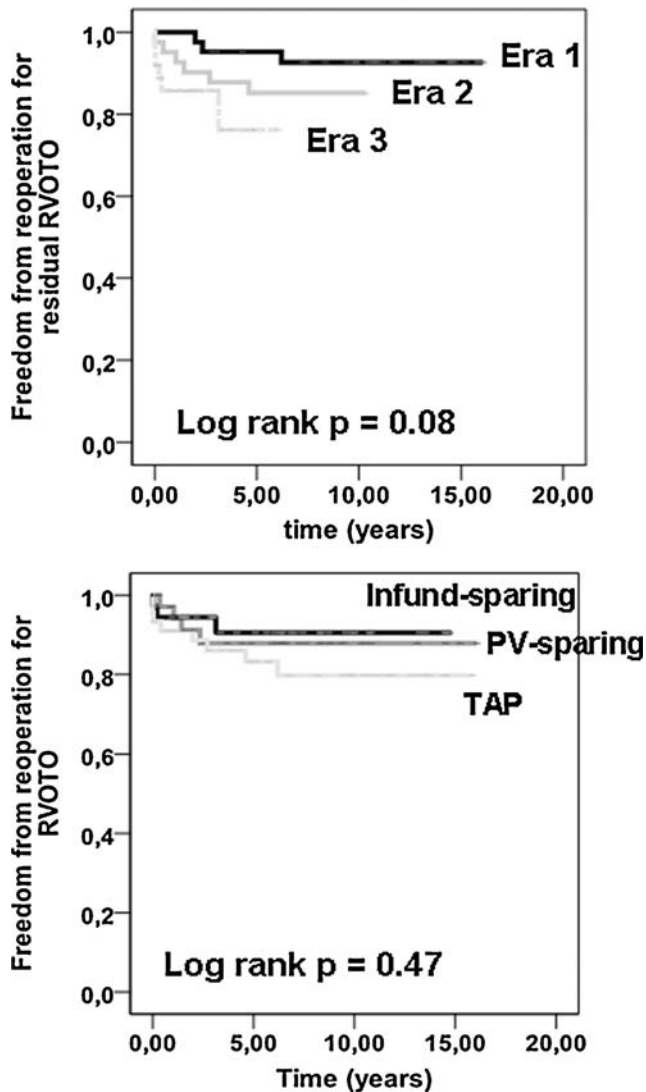 Freedom from reoperation for
residual RVOTO
1,0
0,8
0,6
0,4
0,2
0,0
Era 1
Era 2
Era 3
Log rank p = 0.08
0,00 5,00 10,00 15,00 20,00
time (years)
Freedom from reoperation for
RVOTO
1,0
0,8
0,6
0,4
0,2
0,0
Infund-sparing
PV-sparing
TAP
Log rank p = 0.47
0,00 5,00 10,00 15,00 20,00
Time (years)